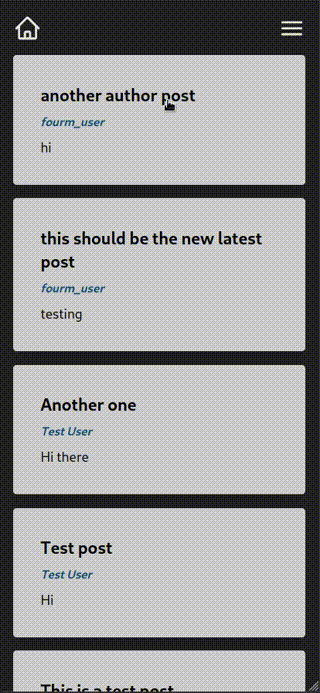 another author post
fourm_user
hi
this should be the new latest
post
fourm_user
testing
Another one
Test User
Hi there
Test post
Test User
Hi
This is a test post